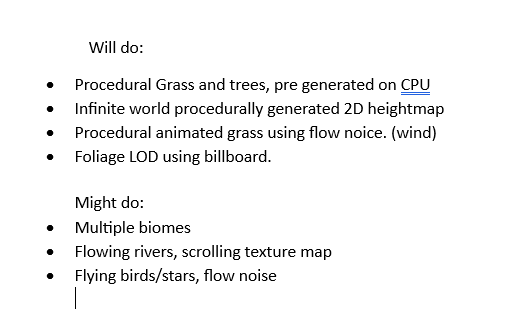 Will do:
• Procedural Grass and trees, pre generated on CPU
• Infinite world procedurally generated 2D heightmap
• Procedural animated grass using flow noice. (wind)
• Foliage LOD using billboard.
Might do:
• Multiple biomes
• Flowing rivers, scrolling texture map
• Flying birds/stars, flow noise